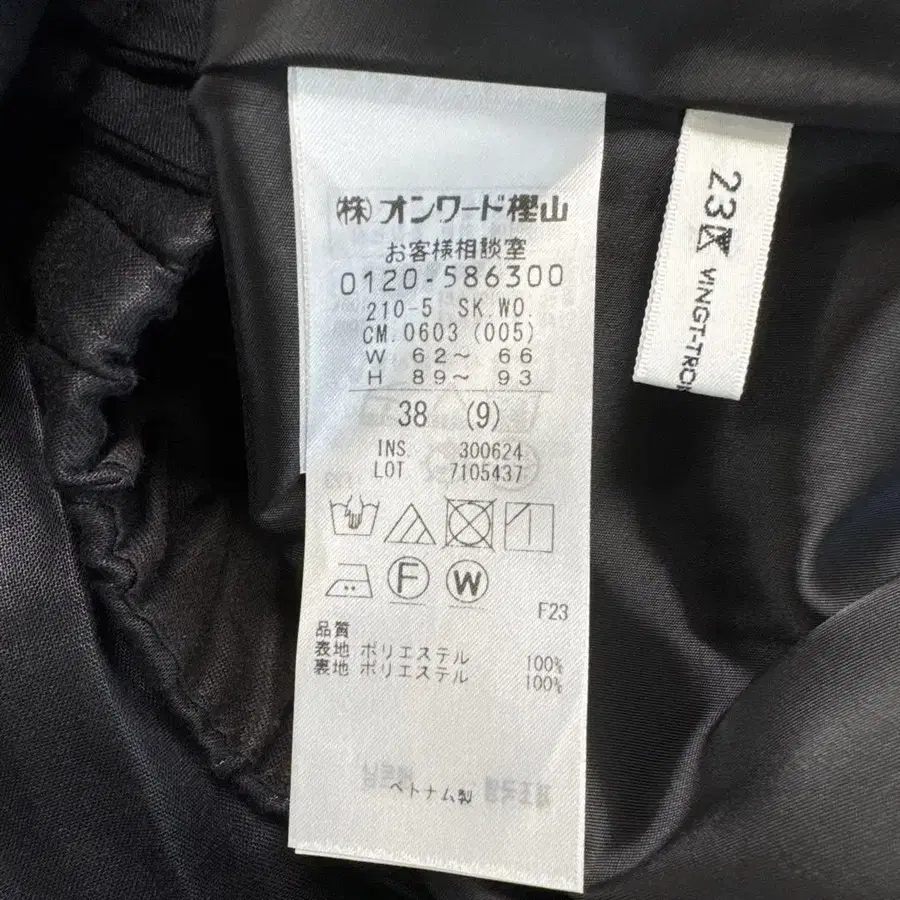 (株)オンワード樫山
お客様相談室
0120-586300
210-5 SK.WO.
CM.0603 (005)
W 62〜 66
H 89〜 93
38 (9)
INS. 300624
LOT 7105437
F W
F23
品質
表地 ポリエステル 100%
裏地 ポリエステル 100%
ベトナム製
23区
VINGT-TROI